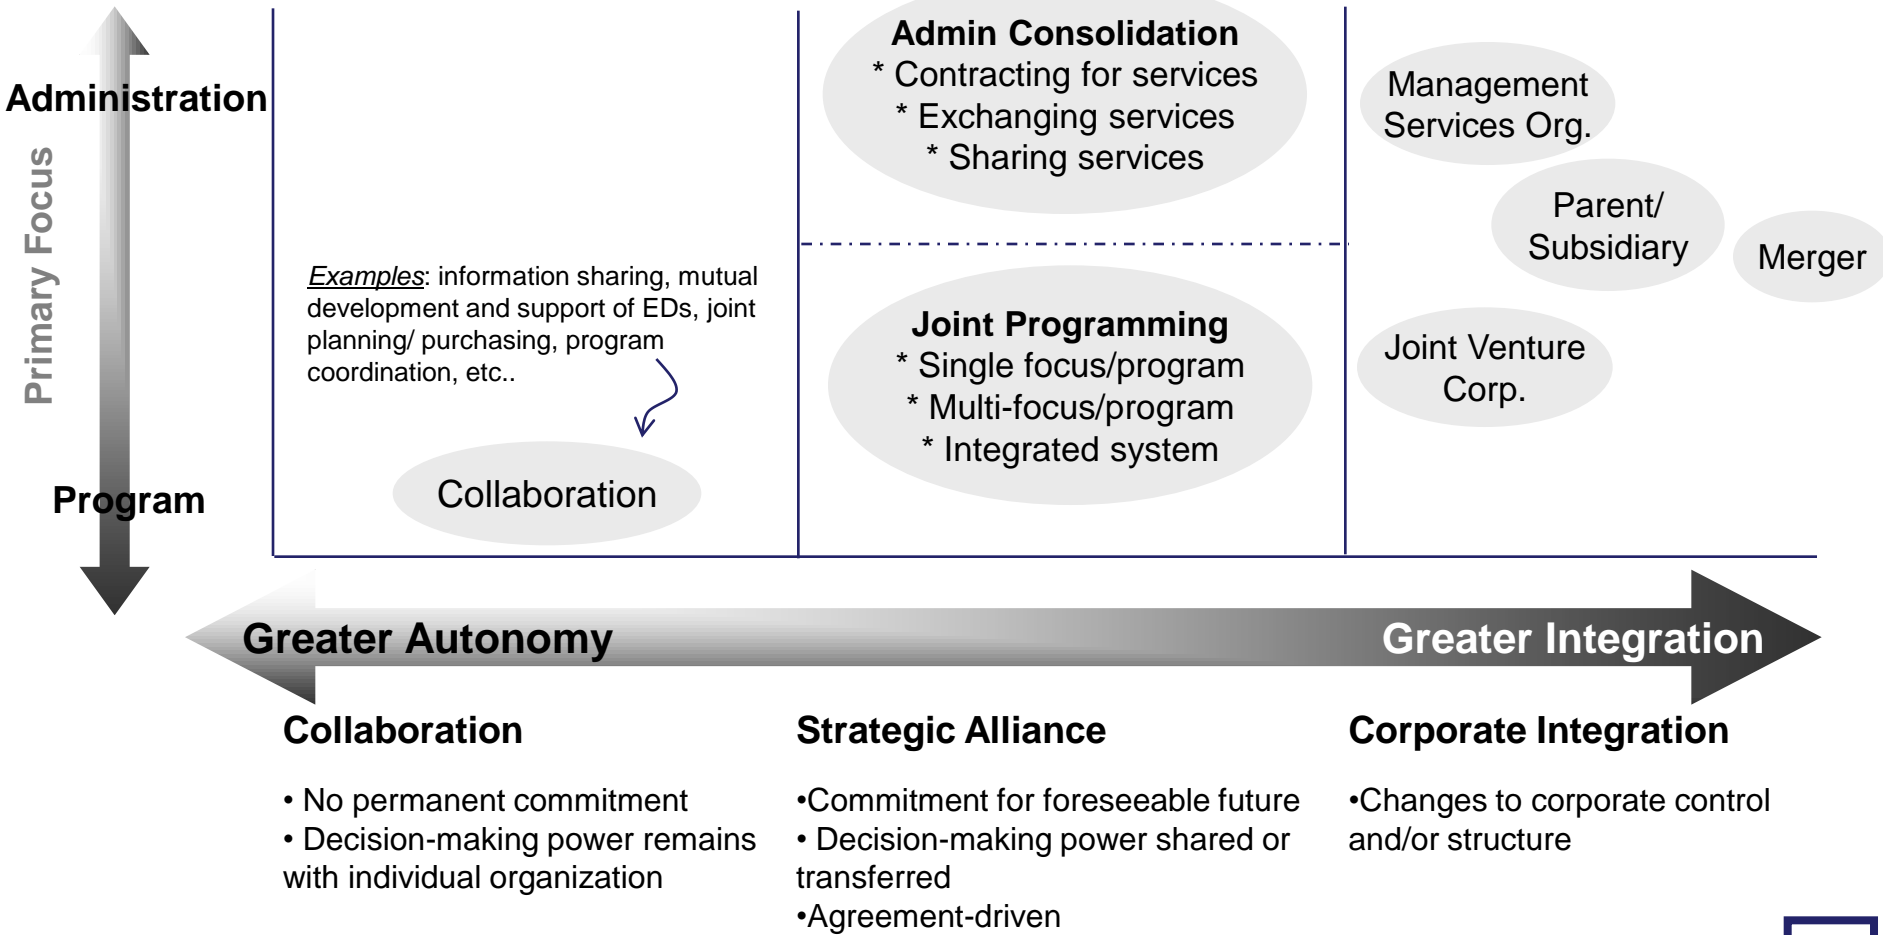 Administration
Primary Focus
Program
Examples: information sharing, mutual
development and support of EDs, joint
planning/ purchasing, program
coordination, etc..
Collaboration
Admin Consolidation
* Contracting for services
* Exchanging services
* Sharing services
Joint Programming
* Single focus/program
* Multi-focus/program
* Integrated system
Management
Services Org.
Parent/
Subsidiary
Merger
Joint Venture
Corp.
Greater Autonomy
Greater Integration
Collaboration
• No permanent commitment
• Decision-making power remains
with individual organization
Strategic Alliance
•Commitment for foreseeable future
• Decision-making power shared or
transferred
•Agreement-driven
Corporate Integration
•Changes to corporate control
and/or structure